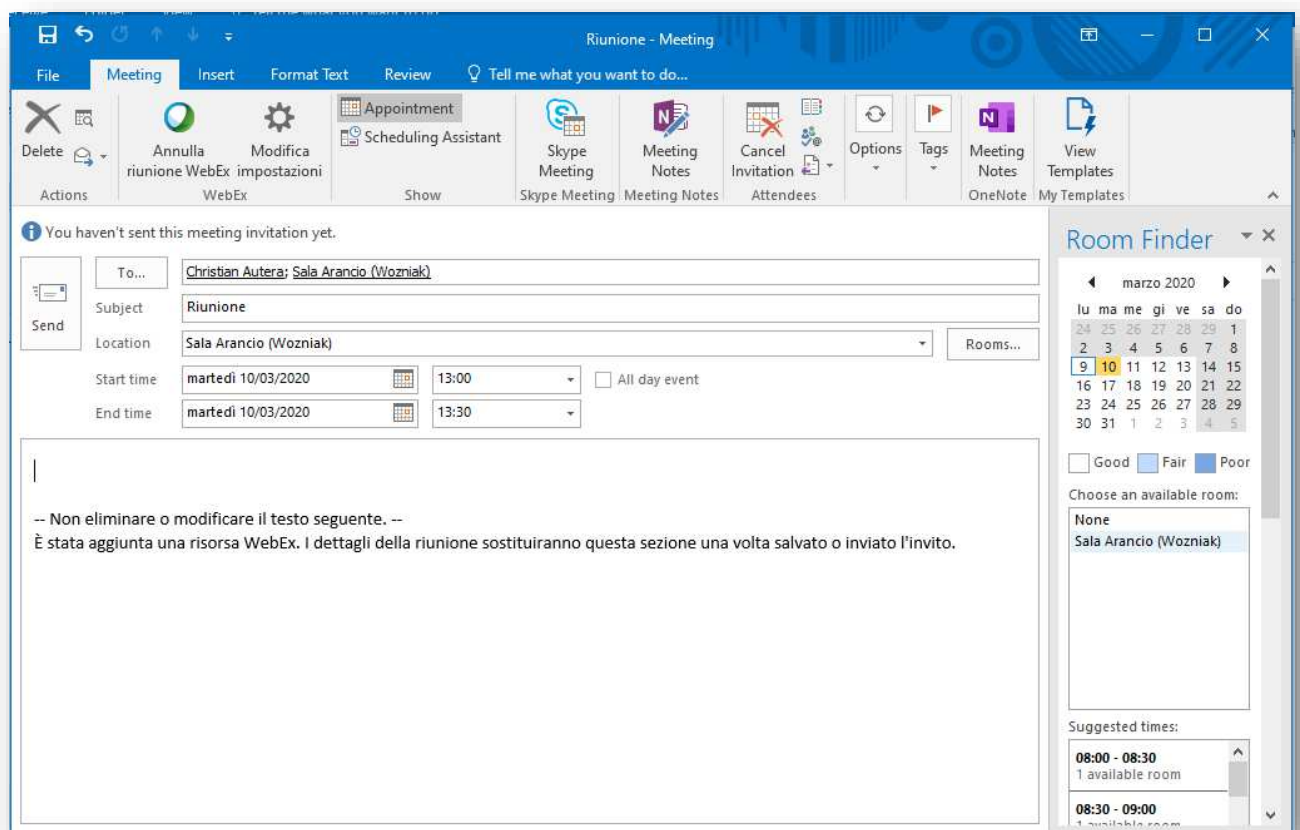 Riunione - Meeting
File Meeting Insert Format Text Review Tell me what you want to do...
Delete
Annulla riunione WebEx
Modifica impostazioni
Appointment
Scheduling Assistant
Skype Meeting
Meeting Notes
Cancel Invitation
Options
Tags
Meeting Notes
View Templates
Actions WebEx Show Skype Meeting Meeting Notes Attendees OneNote My Templates
You haven't sent this meeting invitation yet.
Send
To... Christian Autera; Sala Arancio (Wozniak)
Subject Riunione
Location Sala Arancio (Wozniak) Rooms...
Start time martedì 10/03/2020 13:00 All day event
End time martedì 10/03/2020 13:30
-- Non eliminare o modificare il testo seguente. --
È stata aggiunta una risorsa WebEx. I dettagli della riunione sostituiranno questa sezione una volta salvato o inviato l'invito.
Room Finder
marzo 2020
lu ma me gi ve sa do
24 25 26 27 28 29 1
2 3 4 5 6 7 8
9 10 11 12 13 14 15
16 17 18 19 20 21 22
23 24 25 26 27 28 29
30 31 1 2 3 4 5
Good Fair Poor
Choose an available room:
None
Sala Arancio (Wozniak)
Suggested times:
08:00 - 08:30
1 available room
08:30 - 09:00
1 available room